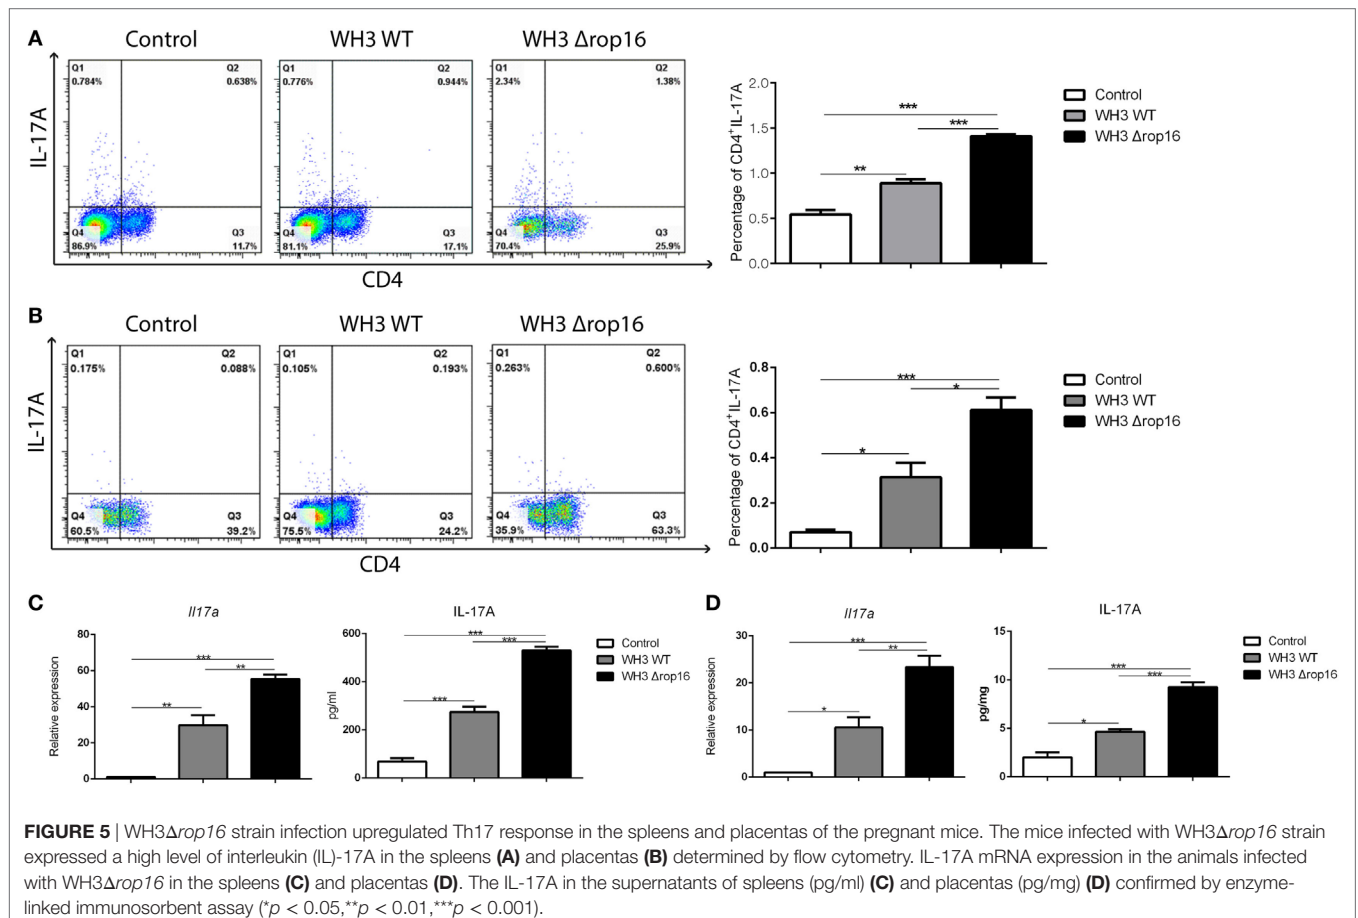 A
Control
WH3 WT
WH3 Δrop16
Q1
0.784%
Q2
0.638%
Q4
86.9%
Q3
11.7%
Q1
0.776%
Q2
0.944%
Q4
81.1%
Q3
17.1%
Q1
2.34%
Q2
1.38%
Q4
70.4%
Q3
25.9%
IL-17A
CD4
Percentage of CD4+IL-17A
2.0
1.5
1.0
0.5
0.0
***
***
**
Control
WH3 WT
WH3 Δrop16
B
Control
WH3 WT
WH3 Δrop16
Q1
0.175%
Q2
0.088%
Q4
60.5%
Q3
39.2%
Q1
0.105%
Q2
0.193%
Q4
75.5%
Q3
24.2%
Q1
0.263%
Q2
0.600%
Q4
35.9%
Q3
63.3%
IL-17A
CD4
Percentage of CD4+IL-17A
0.8
0.6
0.4
0.2
0.0
***
*
*
Control
WH3 WT
WH3 Δrop16
C
Il17a
Relative expression
80
60
40
20
0
***
**
**
IL-17A
pg/ml
600
400
200
0
***
***
***
Control
WH3 WT
WH3 Δrop16
D
Il17a
Relative expression
30
20
10
0
***
**
*
IL-17A
pg/mg
15
10
5
0
***
***
*
Control
WH3 WT
WH3 Δrop16
FIGURE 5 | WH3Δrop16 strain infection upregulated Th17 response in the spleens and placentas of the pregnant mice. The mice infected with WH3Δrop16 strain
expressed a high level of interleukin (IL)-17A in the spleens (A) and placentas (B) determined by flow cytometry. IL-17A mRNA expression in the animals infected
with WH3Δrop16 in the spleens (C) and placentas (D). The IL-17A in the supernatants of spleens (pg/ml) (C) and placentas (pg/mg) (D) confirmed by enzyme-
linked immunosorbent assay (*p < 0.05,**p < 0.01,***p < 0.001).